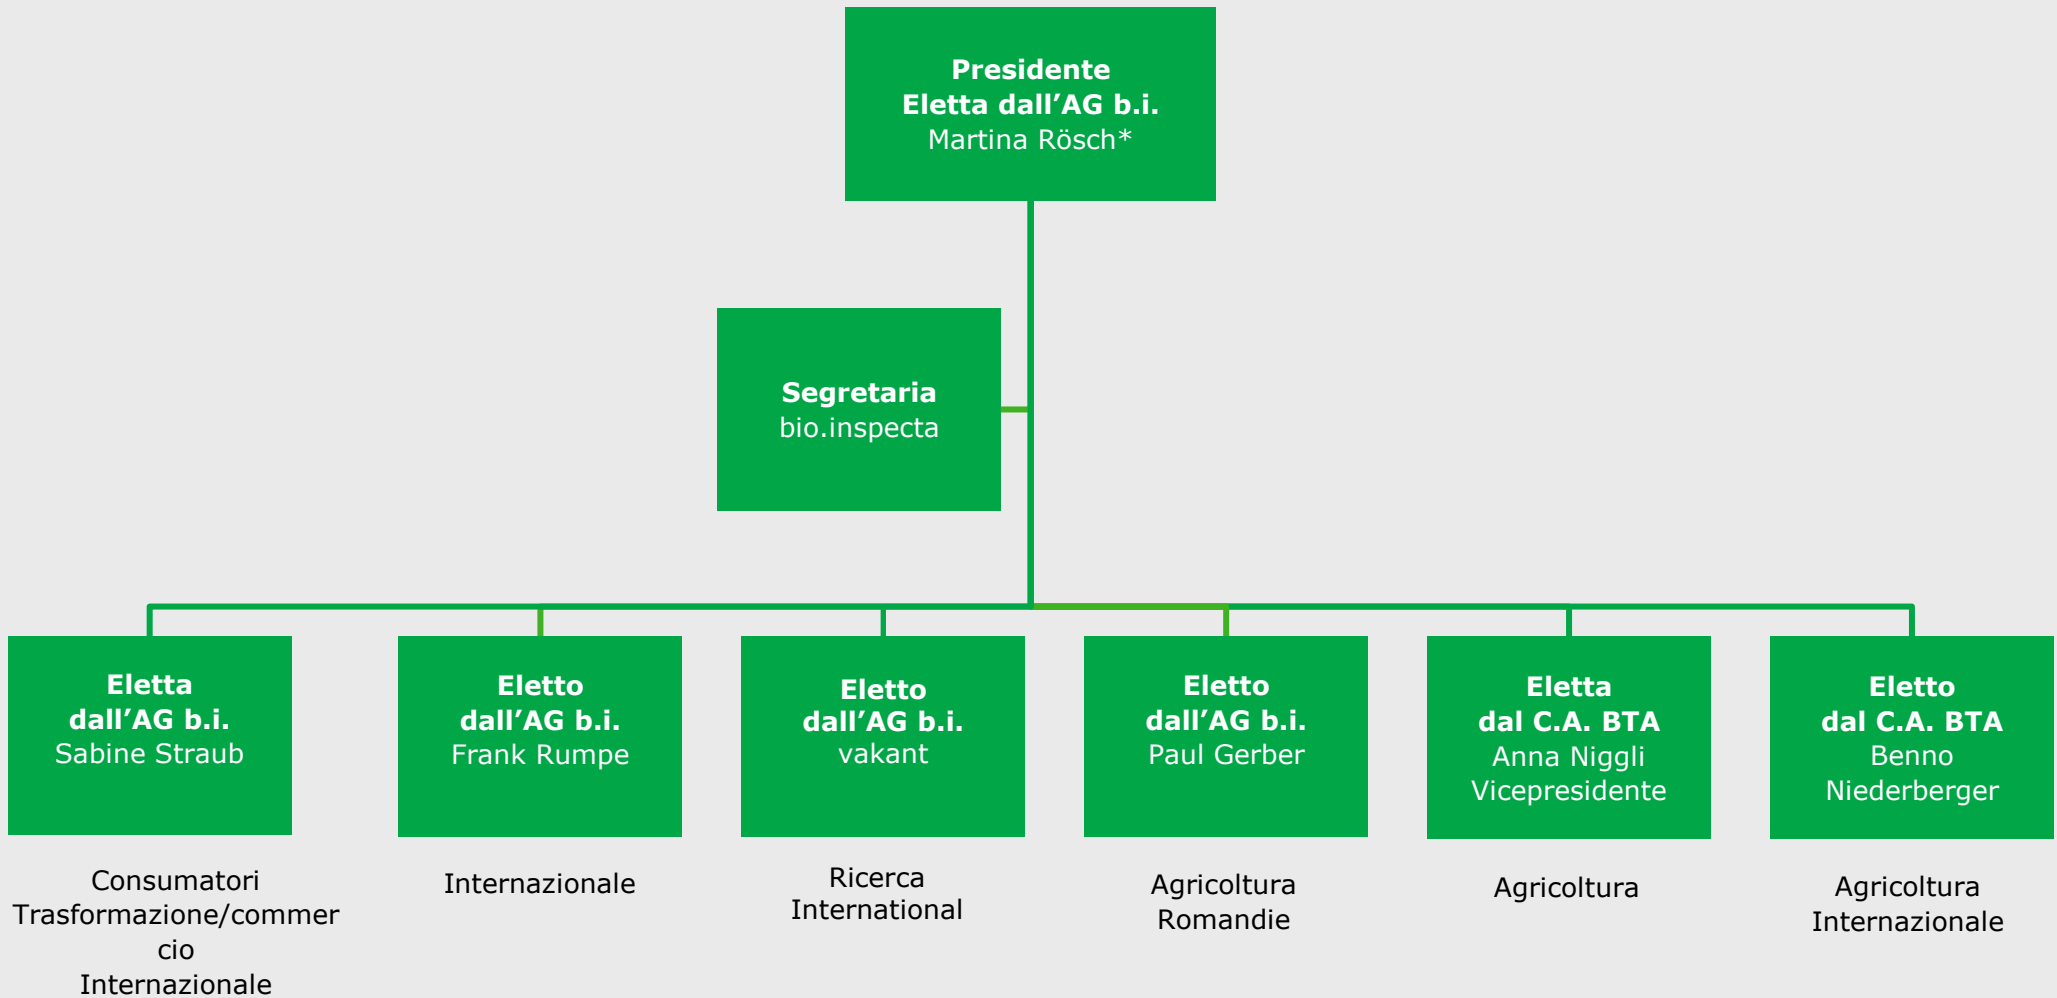 Presidente
Eletta dall’AG b.i.
Martina Rösch*
Segretaria
bio.inspecta
Eletta
dall’AG b.i.
Sabine Straub
Eletto
dall’AG b.i.
Frank Rumpe
Eletto
dall’AG b.i.
vakant
Eletto
dall’AG b.i.
Paul Gerber
Eletta
dal C.A. BTA
Anna Niggli
Vicepresidente
Eletto
dal C.A. BTA
Benno
Niederberger
Consumatori
Trasformazione/commer
cio
Internazionale
Internazionale
Ricerca
International
Agricoltura
Romandie
Agricoltura
Agricoltura
Internazionale